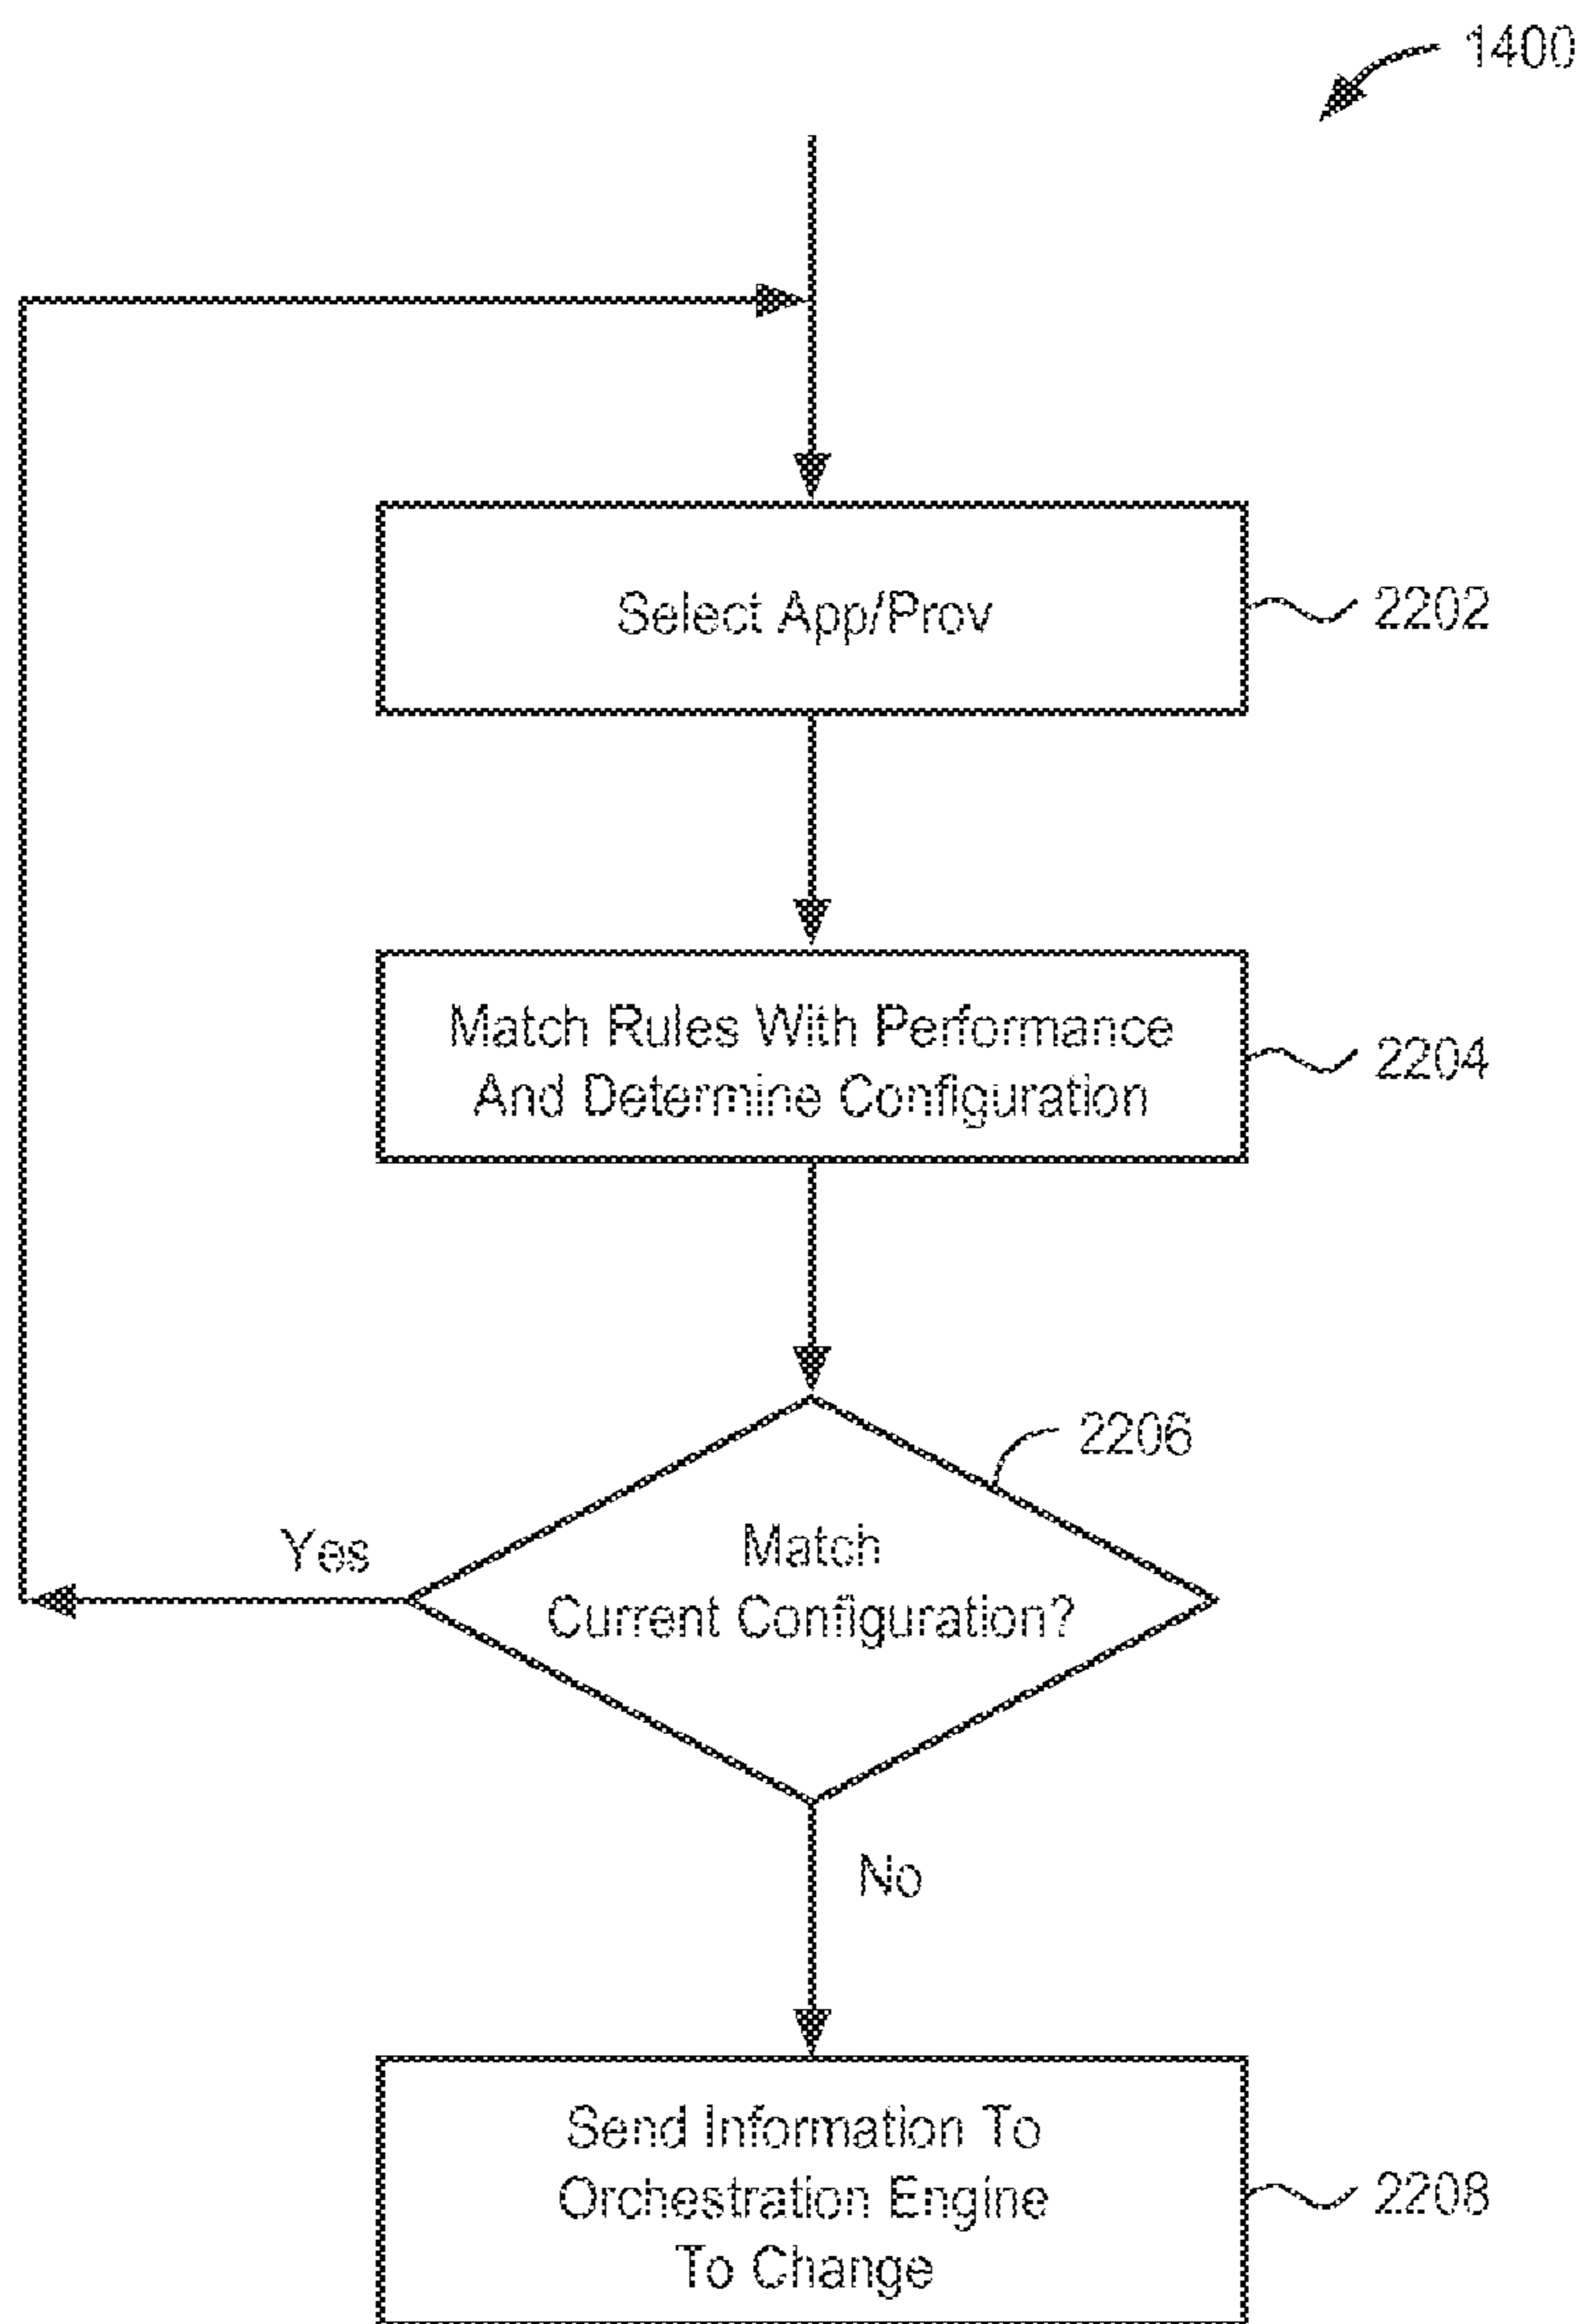 1400
Select App/Prov
2202
Match Rules With Performance
And Determine Configuration
2204
2206
Match
Current Configuration?
Yes
No
Send Information To
Orchestration Engine
To Change
2208